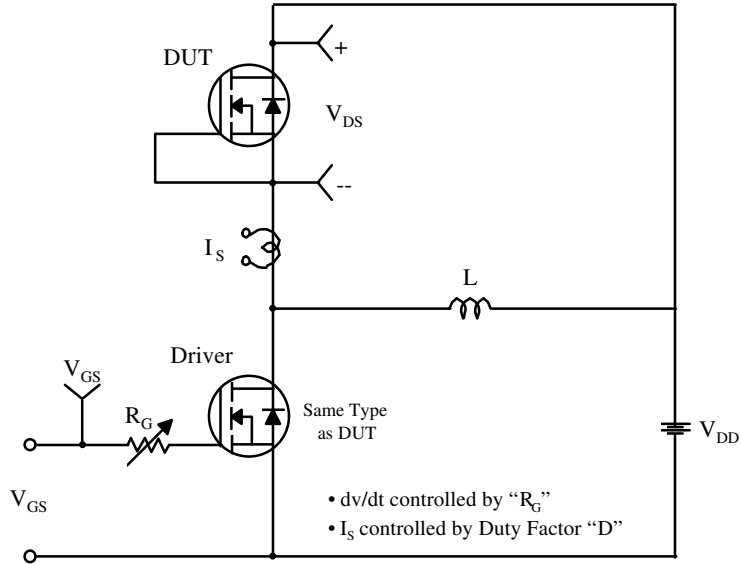 DUT
+
V_DS
--
I_S
L
Driver
V_GS
R_G
Same Type
as DUT
V_DD
V_GS
• dv/dt controlled by “R_G”
• I_S controlled by Duty Factor “D”